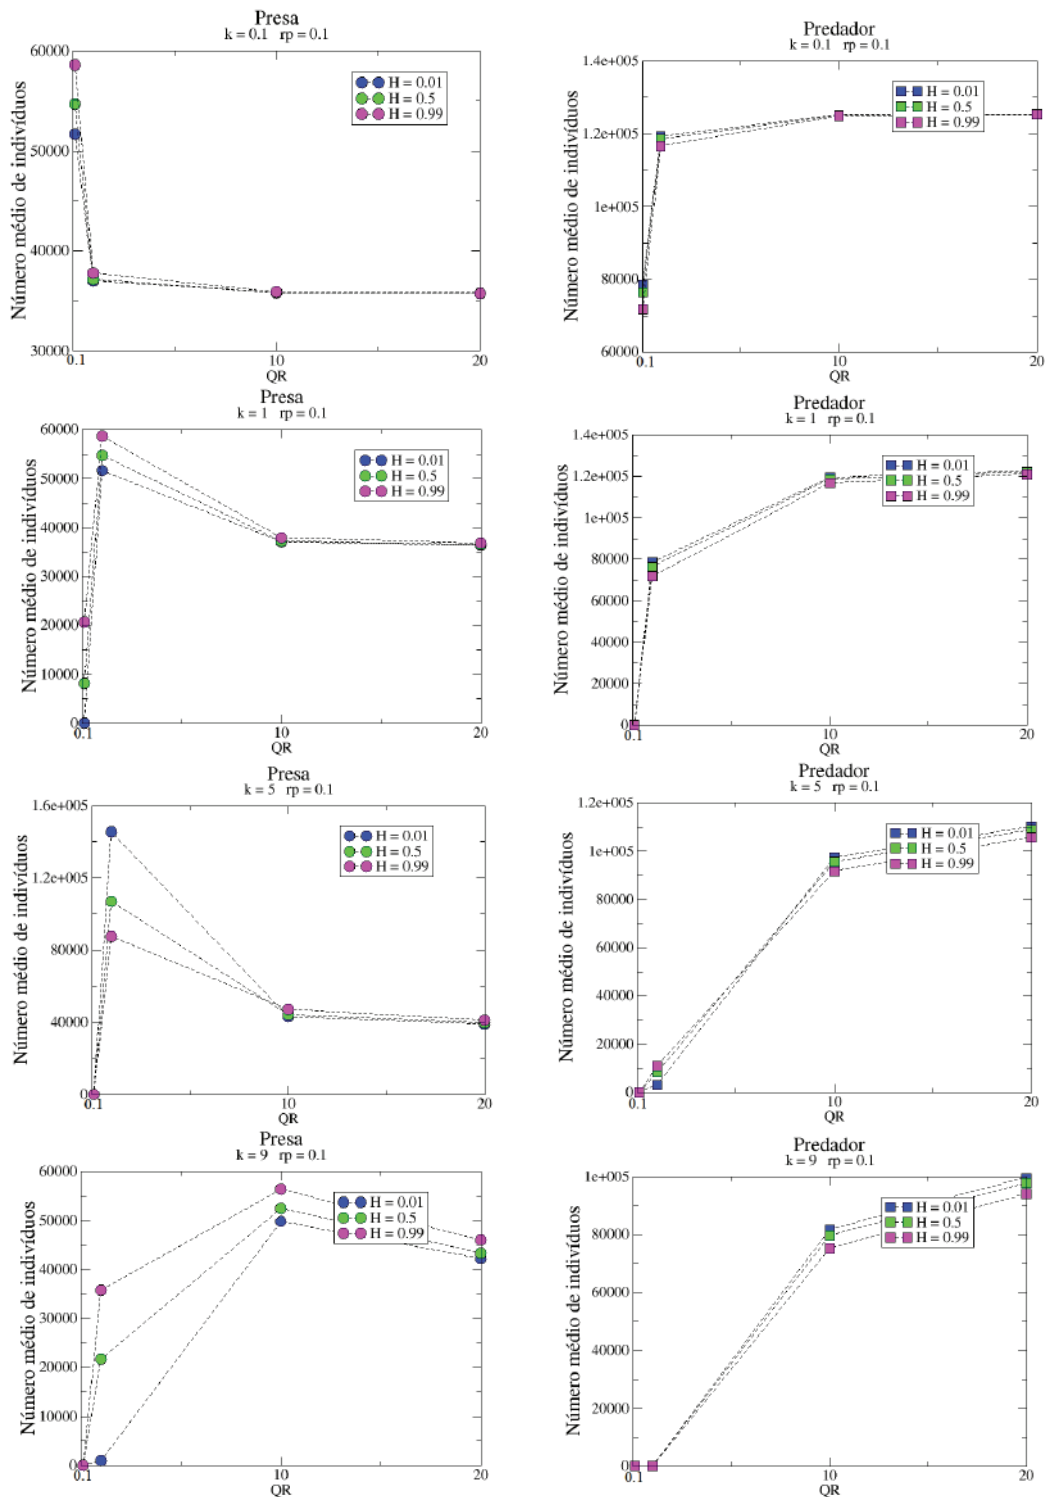 Presa
k = 0.1 rp = 0.1
60000
50000
40000
30000
Número médio de indivíduos
H = 0.01
H = 0.5
H = 0.99
0.1
10
20
QR
Predador
k = 0.1 rp = 0.1
1.4e+005
1.2e+005
1e+005
80000
60000
Número médio de indivíduos
H = 0.01
H = 0.5
H = 0.99
0.1
10
20
QR
Presa
k = 1 rp = 0.1
60000
50000
40000
30000
20000
10000
0
Número médio de indivíduos
H = 0.01
H = 0.5
H = 0.99
0.1
10
20
QR
Predador
k = 1 rp = 0.1
1.4e+005
1.2e+005
1e+005
80000
60000
40000
20000
0
Número médio de indivíduos
H = 0.01
H = 0.5
H = 0.99
0.1
10
20
QR
Presa
k = 5 rp = 0.1
1.6e+005
1.2e+005
80000
40000
0
Número médio de indivíduos
H = 0.01
H = 0.5
H = 0.99
0.1
10
20
QR
Predador
k = 5 rp = 0.1
1.2e+005
1e+005
80000
60000
40000
20000
0
Número médio de indivíduos
H = 0.01
H = 0.5
H = 0.99
0.1
10
20
QR
Presa
k = 9 rp = 0.1
60000
50000
40000
30000
20000
10000
0
Número médio de indivíduos
H = 0.01
H = 0.5
H = 0.99
0.1
10
20
QR
Predador
k = 9 rp = 0.1
1e+005
80000
60000
40000
20000
0
Número médio de indivíduos
H = 0.01
H = 0.5
H = 0.99
0.1
10
20
QR